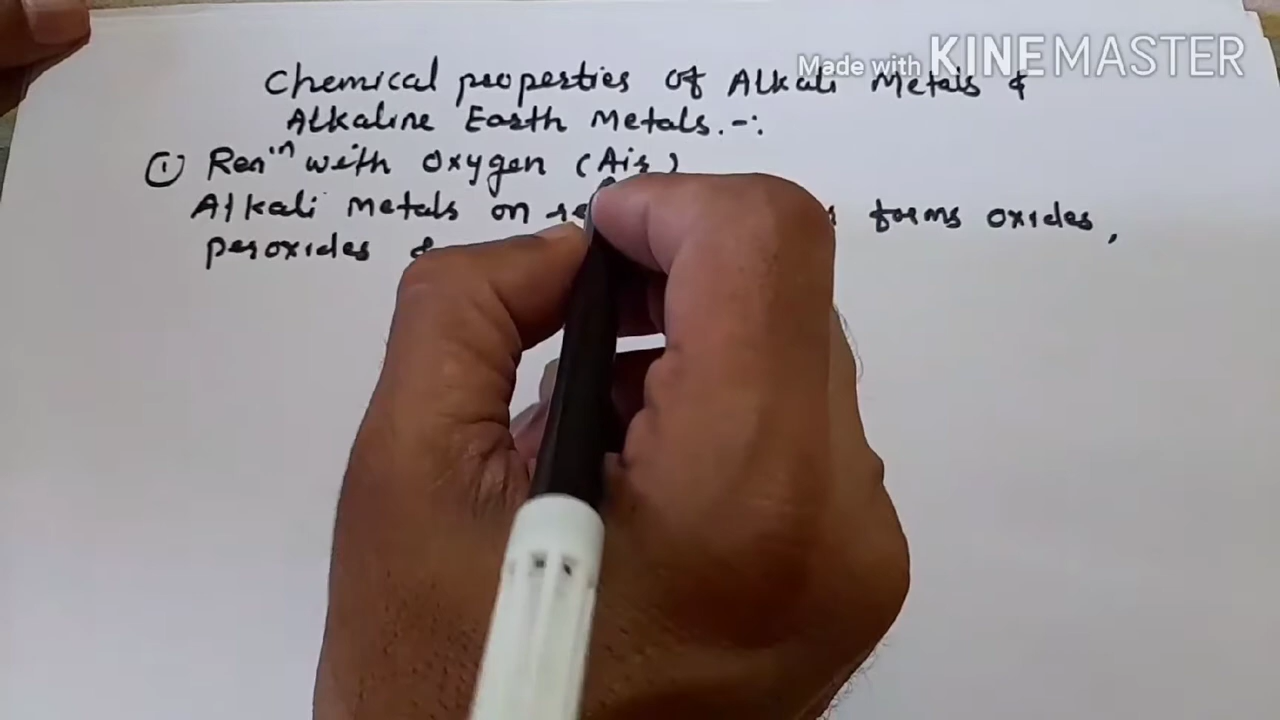 Made with KINEMASTER
Chemical properties of Alkali Metals &
Alkaline Earth Metals.-:
① Rea'ⁿ with oxygen (Air)
Alkali metals on forms oxides,
peroxides &